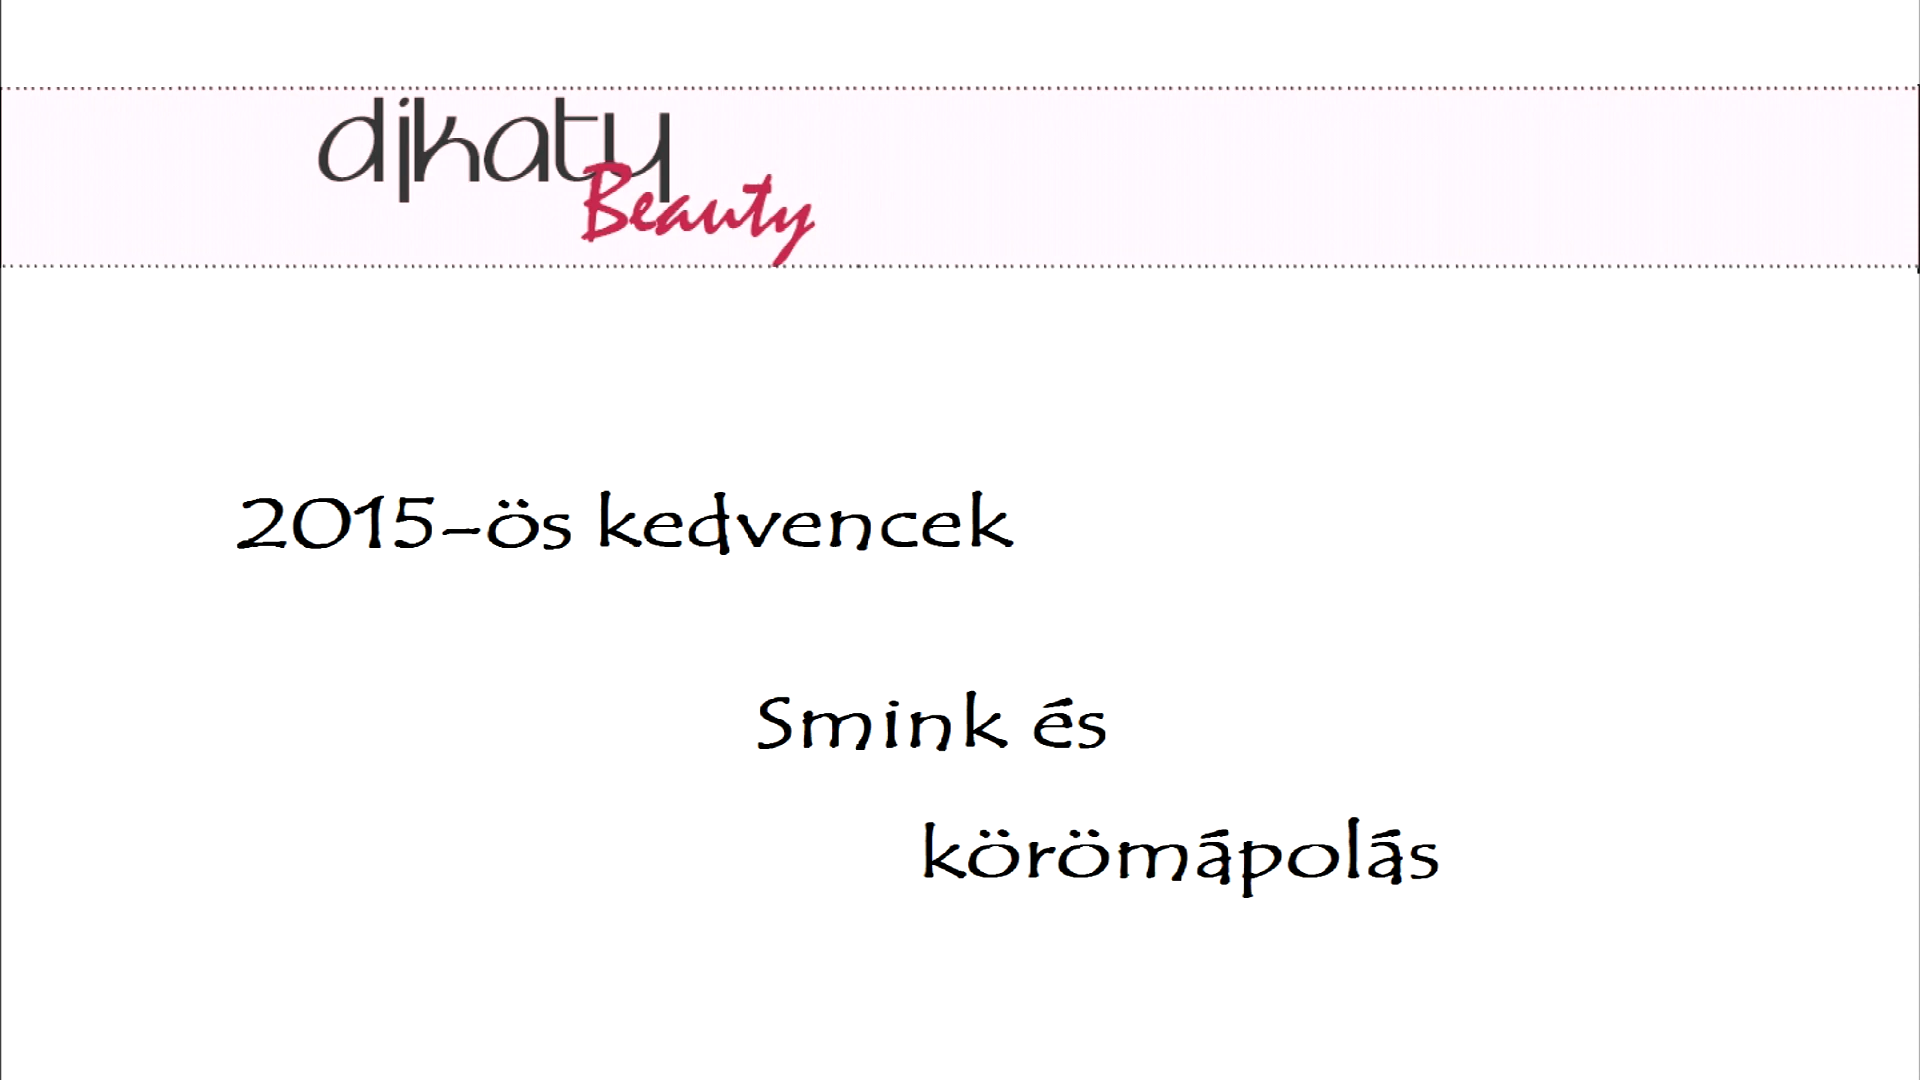 djkaty
Beauty
2015-ös kedvencek
Smink és
körömápolás